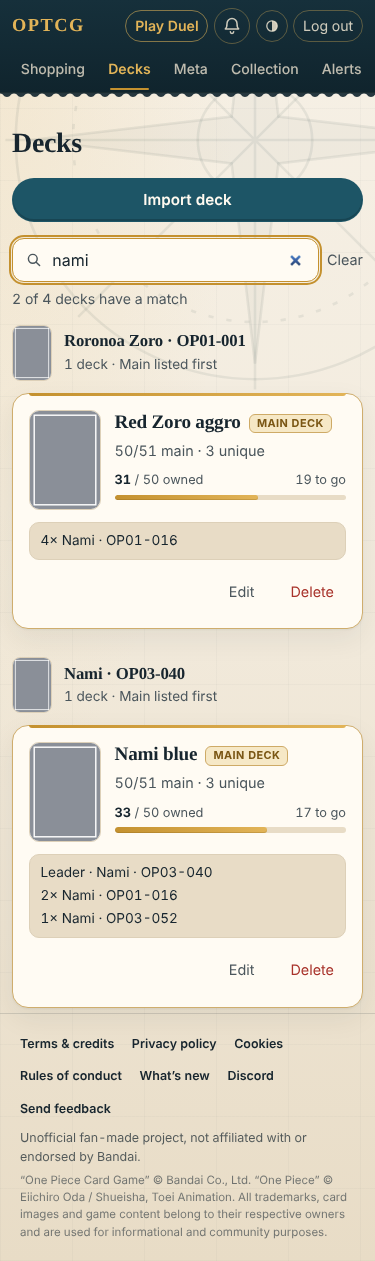 OPTCG
Play Duel
Log out
Shopping Decks Meta Collection Alerts
Decks
Import deck
nami
Clear
2 of 4 decks have a match
Roronoa Zoro · OP01-001
1 deck · Main listed first
Red Zoro aggro MAIN DECK
50/51 main · 3 unique
31 / 50 owned 19 to go
4× Nami · OP01-016
Edit Delete
Nami · OP03-040
1 deck · Main listed first
Nami blue MAIN DECK
50/51 main · 3 unique
33 / 50 owned 17 to go
Leader · Nami · OP03-040
2× Nami · OP01-016
1× Nami · OP03-052
Edit Delete
Terms & credits Privacy policy Cookies
Rules of conduct What’s new Discord
Send feedback
Unofficial fan-made project, not affiliated with or
endorsed by Bandai.
“One Piece Card Game” © Bandai Co., Ltd. “One Piece” ©
Eiichiro Oda / Shueisha, Toei Animation. All trademarks, card
images and game content belong to their respective owners
and are used for informational and community purposes.